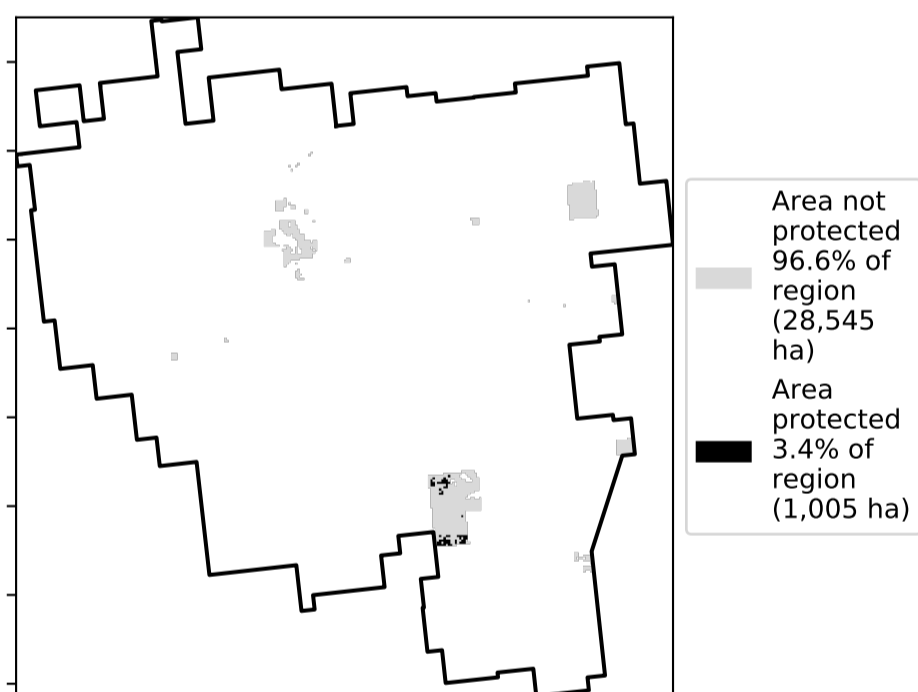 Area not
protected
96.6% of
region
(28,545
ha)
Area
protected
3.4% of
region
(1,005 ha)